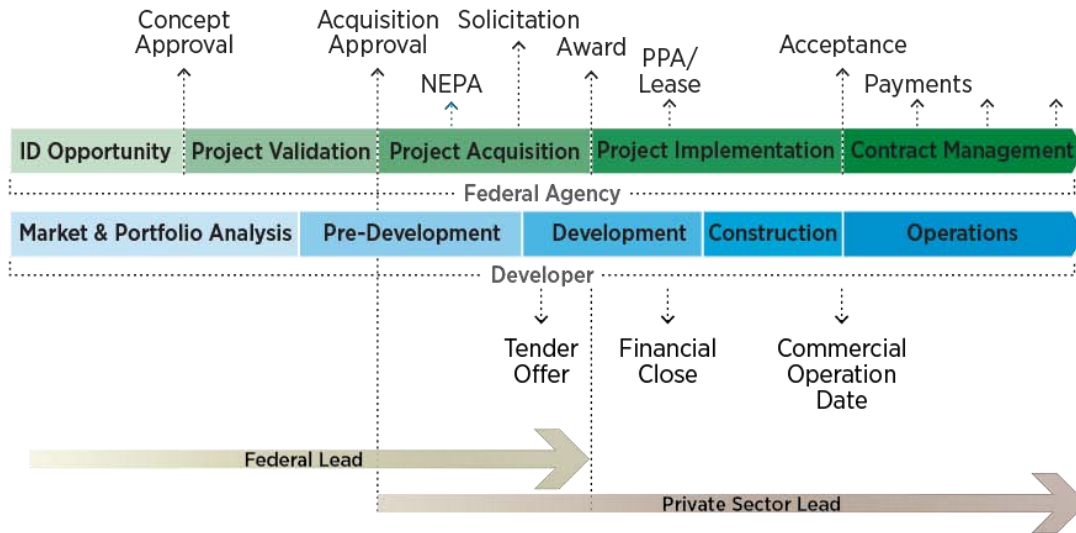 Concept
Approval
Acquisition
Approval
Solicitation
NEPA
Award
PPA/
Lease
Acceptance
Payments
ID Opportunity
Project Validation
Project Acquisition
Project Implementation
Contract Management
Federal Agency
Market & Portfolio Analysis
Pre-Development
Development
Construction
Operations
Developer
Tender
Offer
Financial
Close
Commercial
Operation
Date
Federal Lead
Private Sector Lead